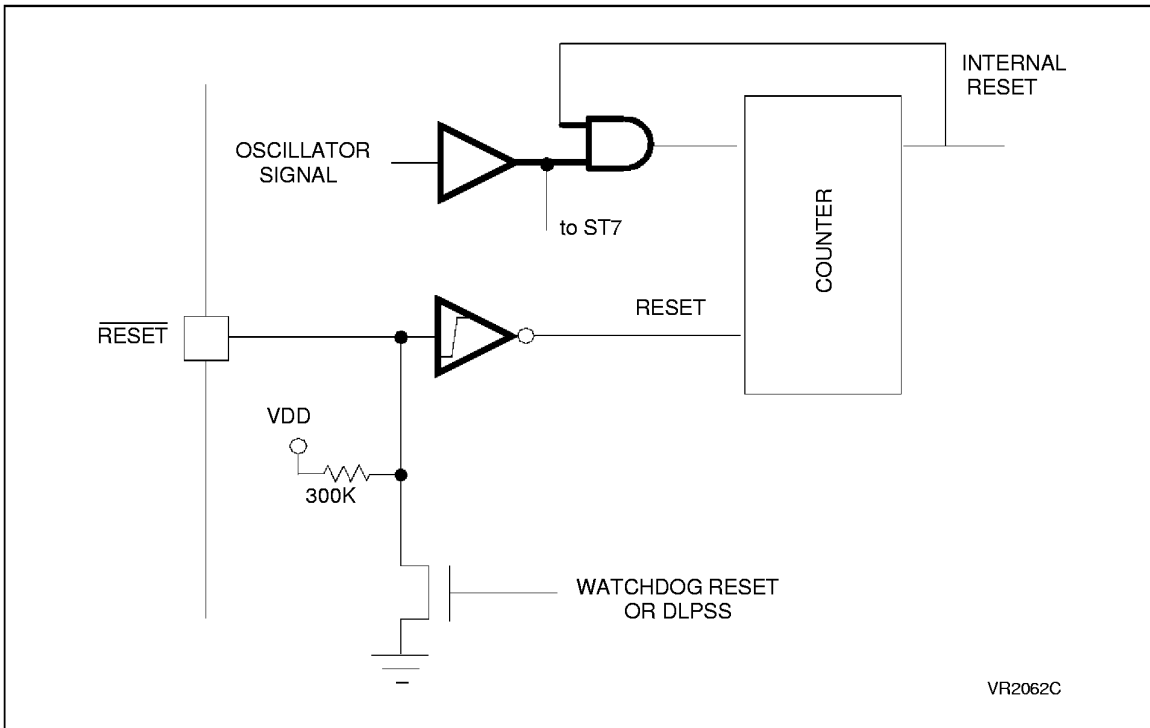 INTERNAL
RESET
OSCILLATOR
SIGNAL
to ST7
COUNTER
RESET
RESET
VDD
300K
WATCHDOG RESET
OR DLPSS
VR2062C